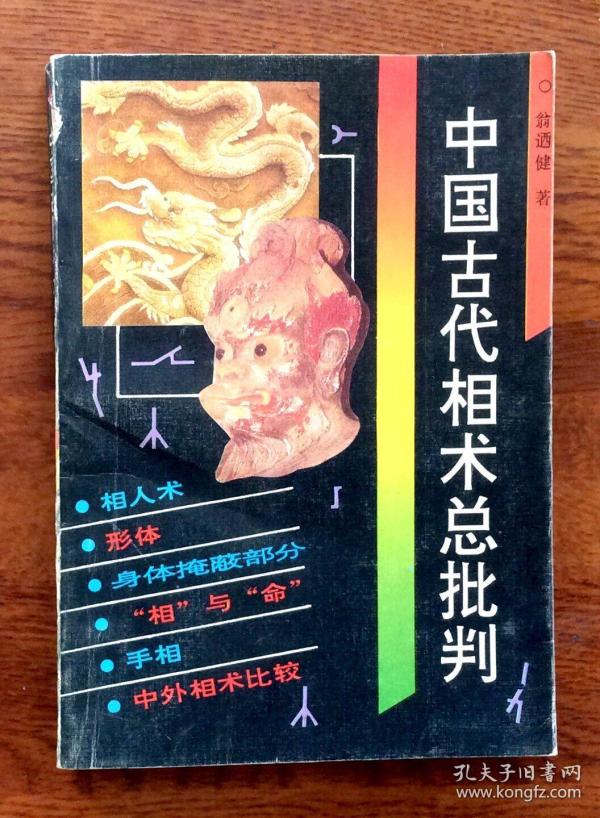 ○ 翁迺健 著
中国古代相术总批判
相人术
形体
身体掩蔽部分
“相”与“命”
手相
中外相术比较
孔夫子旧书网
www.kongfz.com